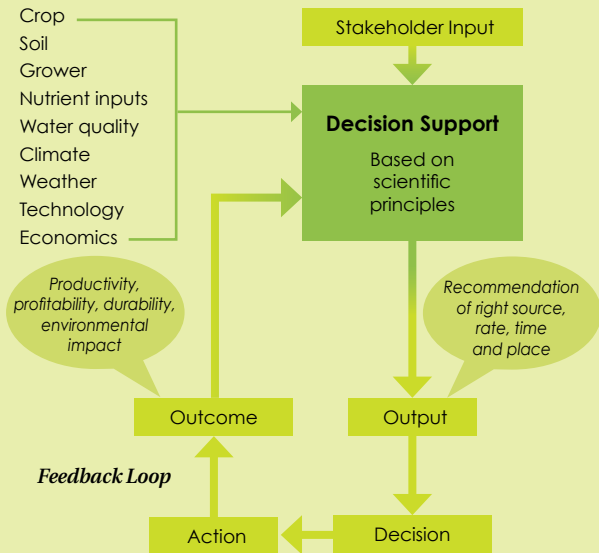 Crop
Soil
Grower
Nutrient inputs
Water quality
Climate
Weather
Technology
Economics
Stakeholder Input
Decision Support
Based on
scientific
principles
Productivity,
profitability, durability,
environmental
impact
Recommendation
of right source,
rate, time
and place
Outcome
Output
Feedback Loop
Action
Decision